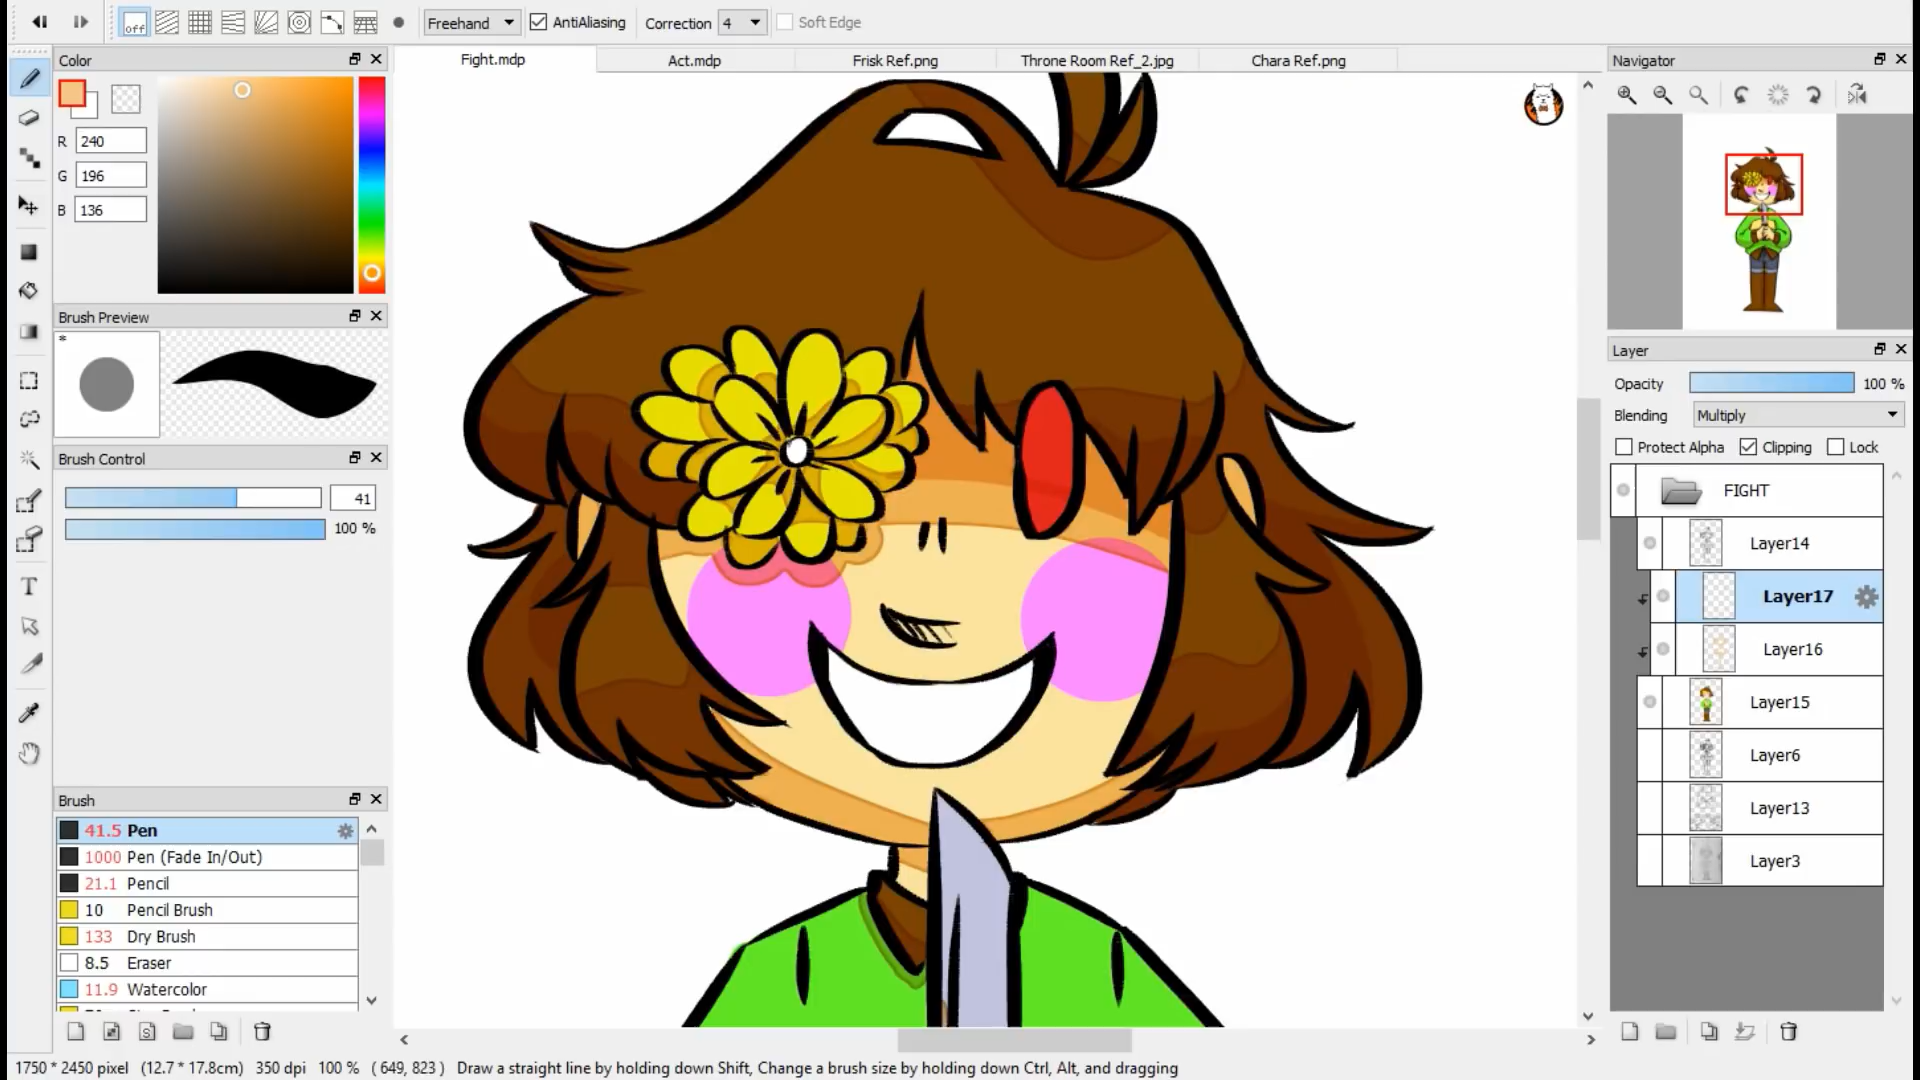 off
Freehand
AntiAliasing
Correction
4
Soft Edge
Color
Fight.mdp
Act.mdp
Frisk Ref.png
Throne Room Ref_2.jpg
Chara Ref.png
Navigator
R 240
G 196
B 136
Brush Preview
*
Brush Control
41
100 %
Brush
41.5 Pen
1000 Pen (Fade In/Out)
21.1 Pencil
10 Pencil Brush
133 Dry Brush
8.5 Eraser
11.9 Watercolor
T
Layer
Opacity 100 %
Blending Multiply
Protect Alpha Clipping Lock
FIGHT
Layer14
Layer17
Layer16
Layer15
Layer6
Layer13
Layer3
1750 * 2450 pixel (12.7 * 17.8cm) 350 dpi 100 % ( 649, 823 ) Draw a straight line by holding down Shift, Change a brush size by holding down Ctrl, Alt, and dragging